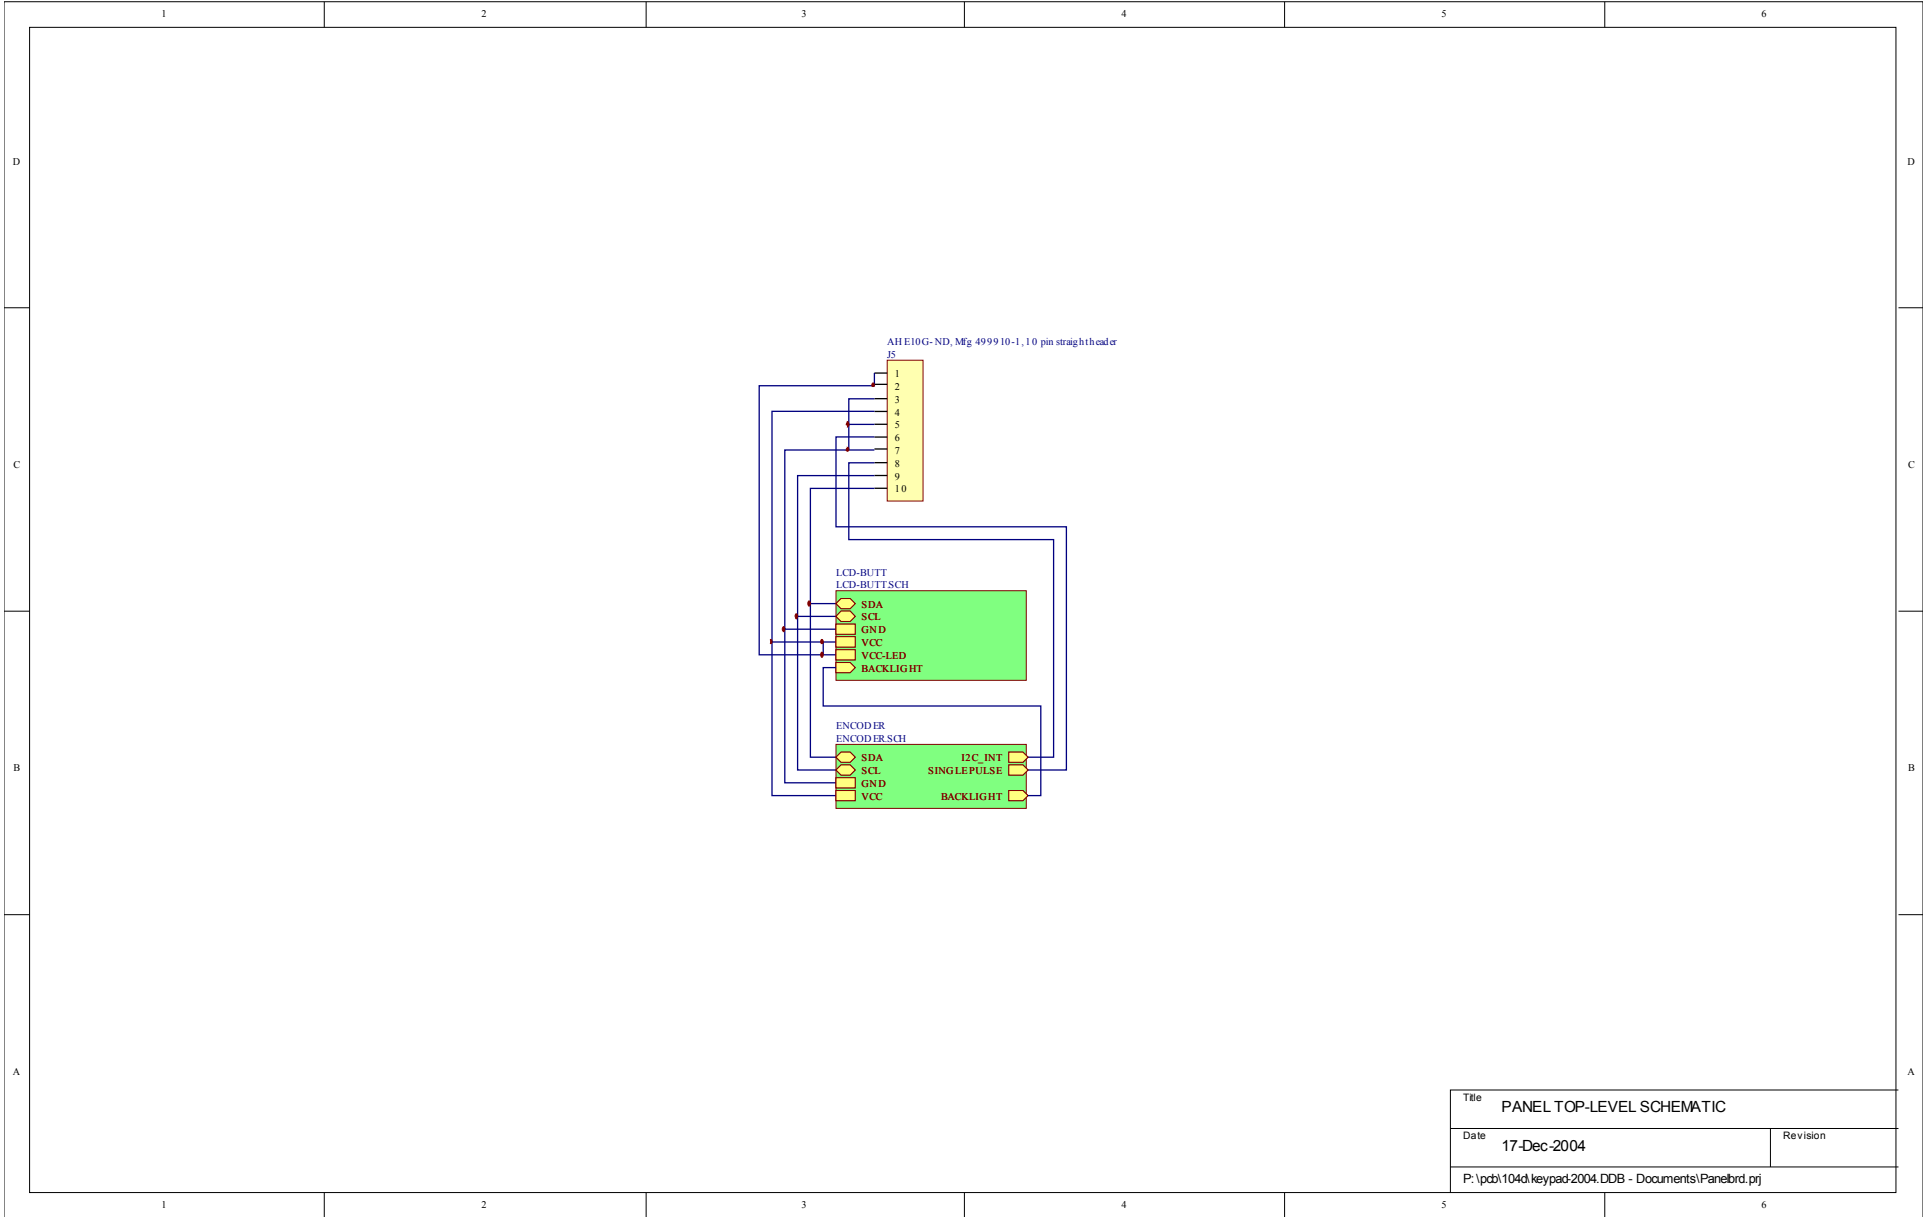 1 2 3 4 5 6
D D
AHE10G-ND, Mfg 499910-1, 10 pin straight header
J5
1
2
3
4
5
6
7
8
9
10
C C
LCD-BUTT
LCD-BUTT.SCH
SDA
SCL
GND
VCC
VCC-LED
BACKLIGHT
ENCODER
ENCODER.SCH
SDA I2C_INT
SCL SINGLEPULSE
GND
VCC BACKLIGHT
B B
A A
Title PANEL TOP-LEVEL SCHEMATIC
Date 17-Dec-2004 Revision
P:\pcb\104d\keypad-2004.DDB - Documents\Panelbrd.prj
1 2 3 4 5 6